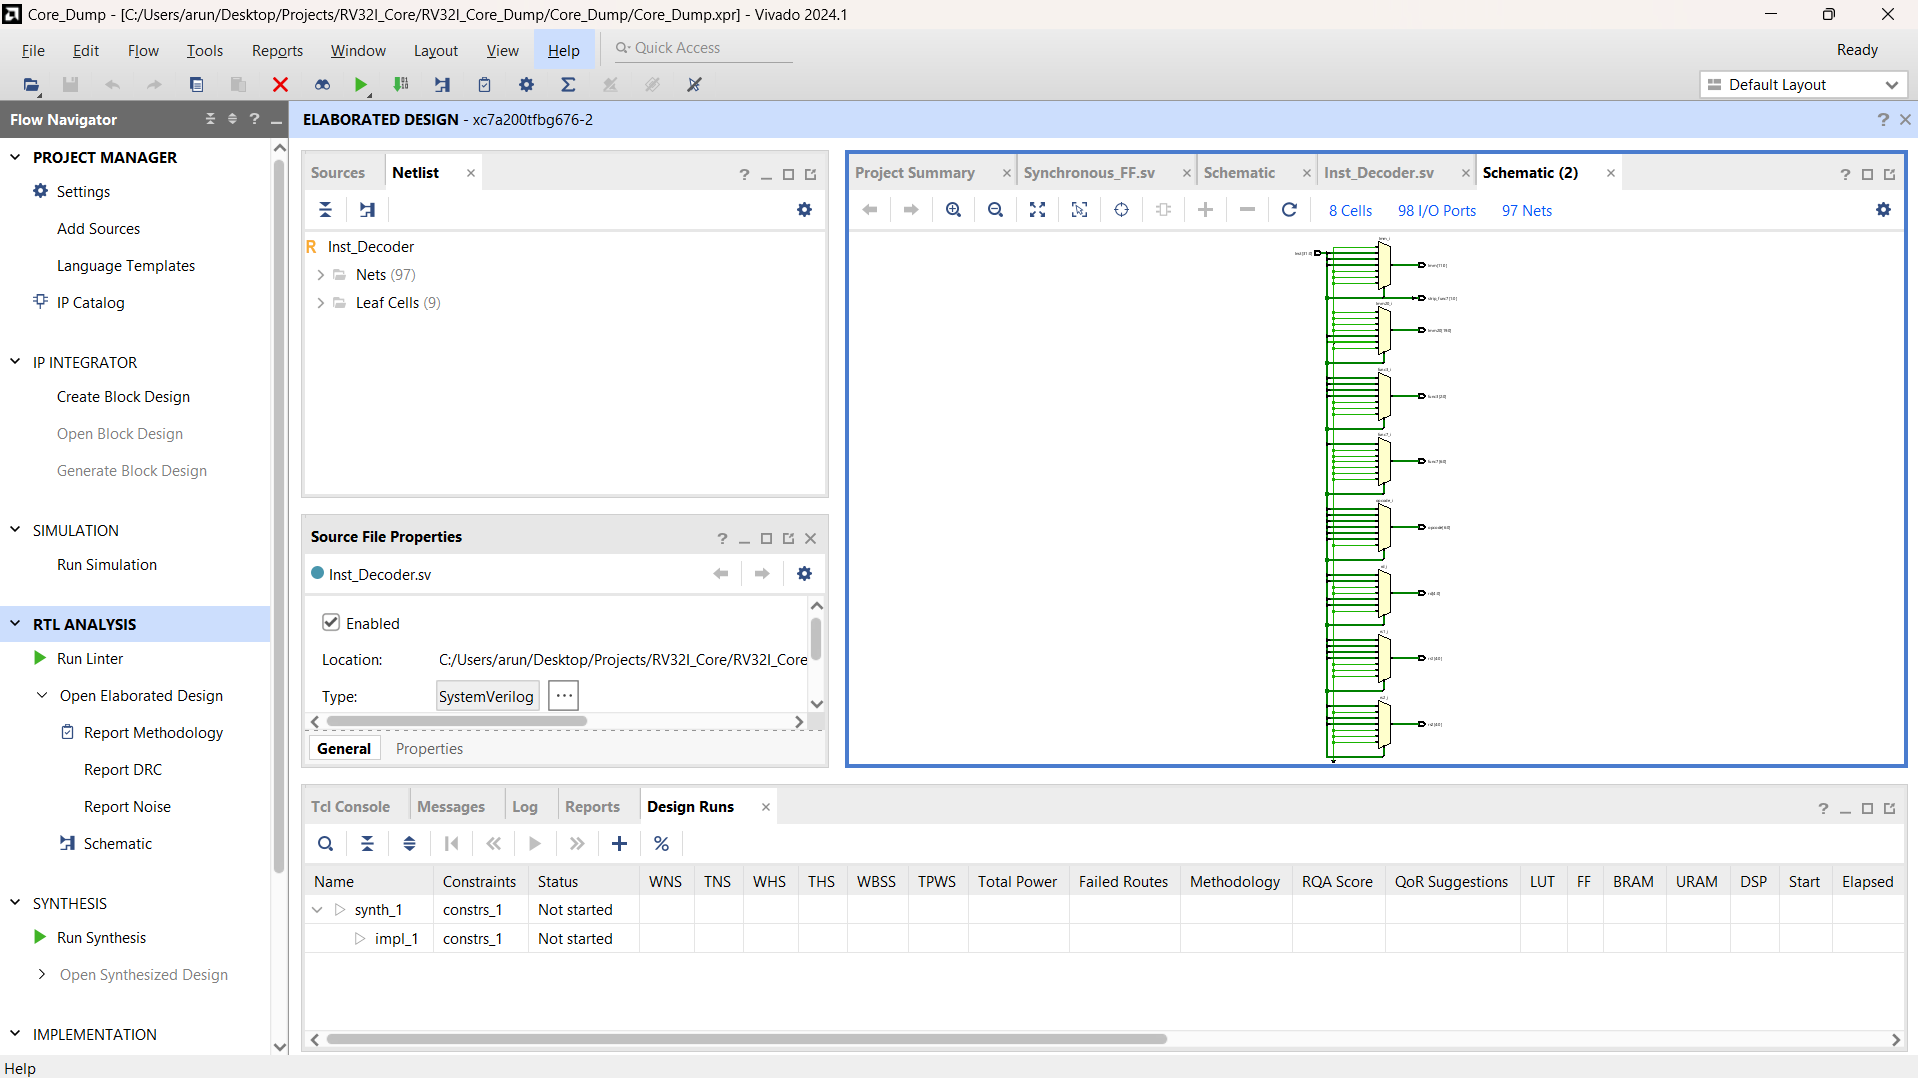 Core_Dump - [C:/Users/arun/Desktop/Projects/RV32I_Core/RV32I_Core_Dump/Core_Dump/Core_Dump.xpr] - Vivado 2024.1
File Edit Flow Tools Reports Window Layout View Help Quick Access
Ready
Default Layout
Flow Navigator
PROJECT MANAGER
Settings
Add Sources
Language Templates
IP Catalog
IP INTEGRATOR
Create Block Design
Open Block Design
Generate Block Design
SIMULATION
Run Simulation
RTL ANALYSIS
Run Linter
Open Elaborated Design
Report Methodology
Report DRC
Report Noise
Schematic
SYNTHESIS
Run Synthesis
Open Synthesized Design
IMPLEMENTATION
ELABORATED DESIGN - xc7a200tfbg676-2
Sources Netlist
R Inst_Decoder
Nets (97)
Leaf Cells (9)
Source File Properties
Inst_Decoder.sv
Enabled
Location: C:/Users/arun/Desktop/Projects/RV32I_Core/RV32I_Core
Type: SystemVerilog ...
General Properties
Project Summary Synchronous_FF.sv Schematic Inst_Decoder.sv Schematic (2)
8 Cells 98 I/O Ports 97 Nets
Tcl Console Messages Log Reports Design Runs
Name Constraints Status WNS TNS WHS THS WBSS TPWS Total Power Failed Routes Methodology RQA Score QoR Suggestions LUT FF BRAM URAM DSP Start Elapsed
synth_1 constrs_1 Not started
impl_1 constrs_1 Not started
Help